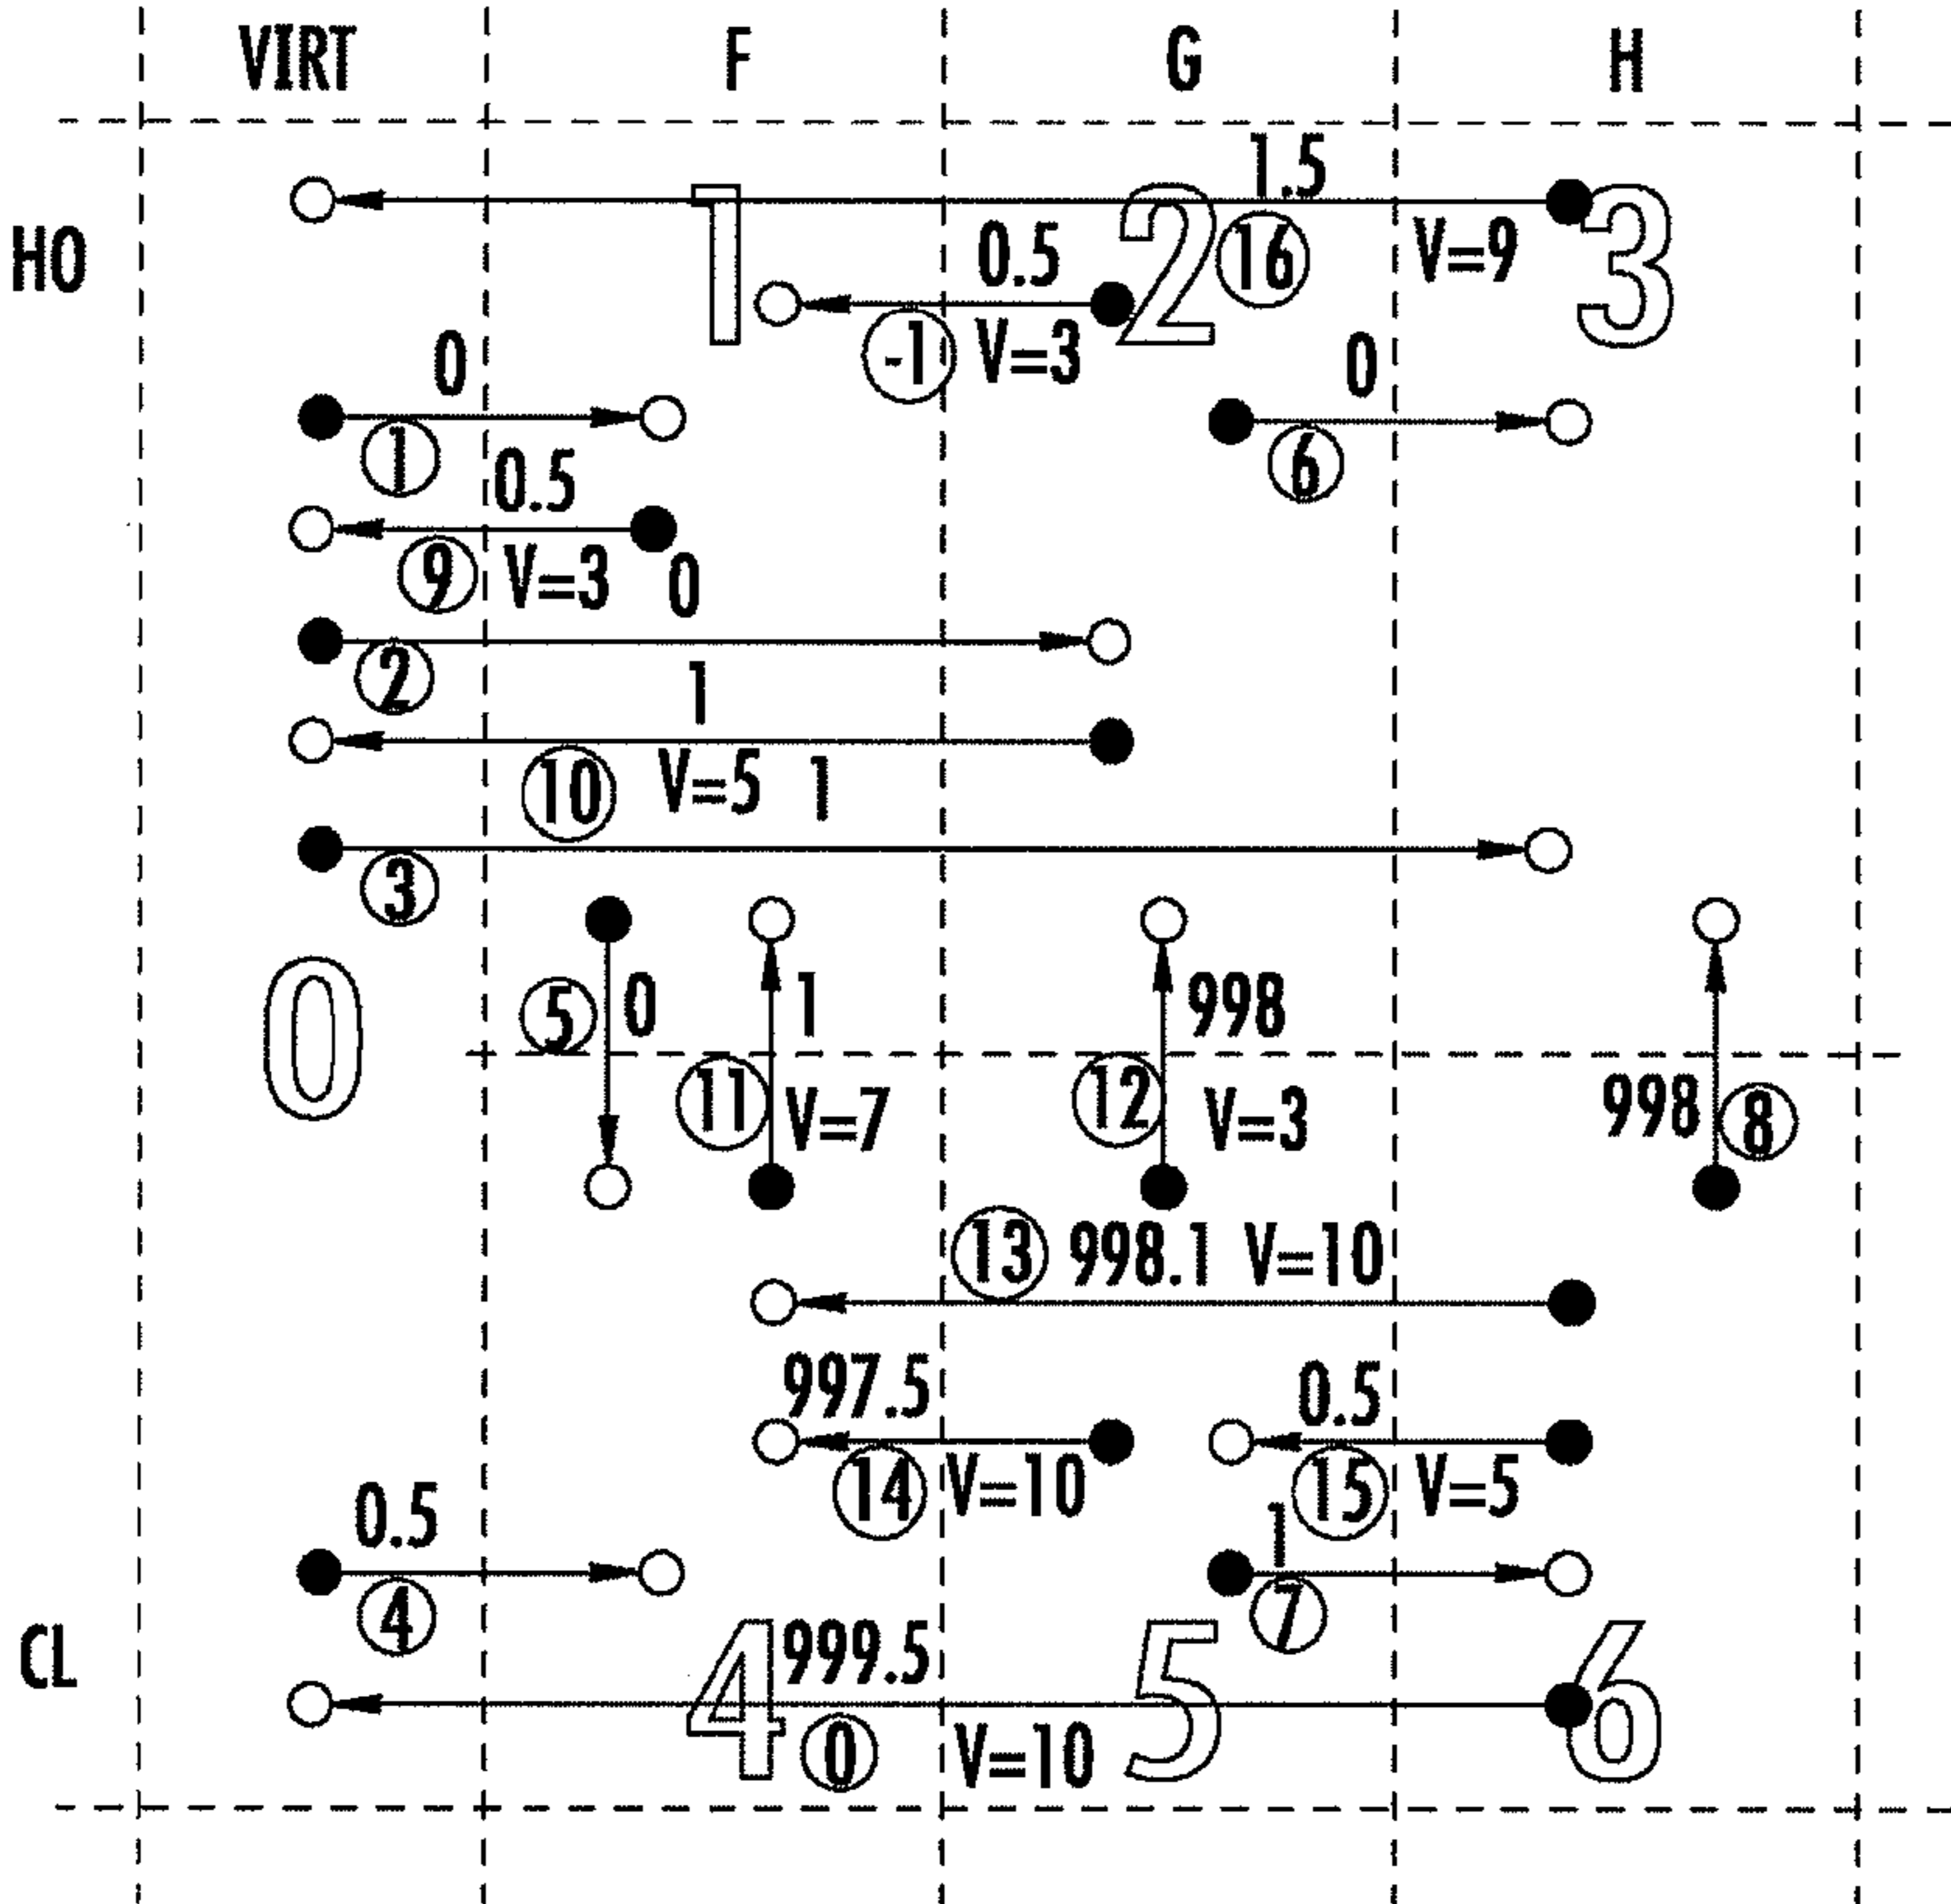 VIRT F G H
1.5
HO 1 2 16 V=9 3
0.5
-1 V=3
0 0
1 6
0.5
9 V=3 0
2
1
10 V=5 1
3
0 5 0 1 998
11 V=7 12 V=3 998 8
13 998.1 V=10
997.5 0.5
14 V=10 15 V=5
0.5 1
4 7
CL 4 999.5 5 6
0 V=10